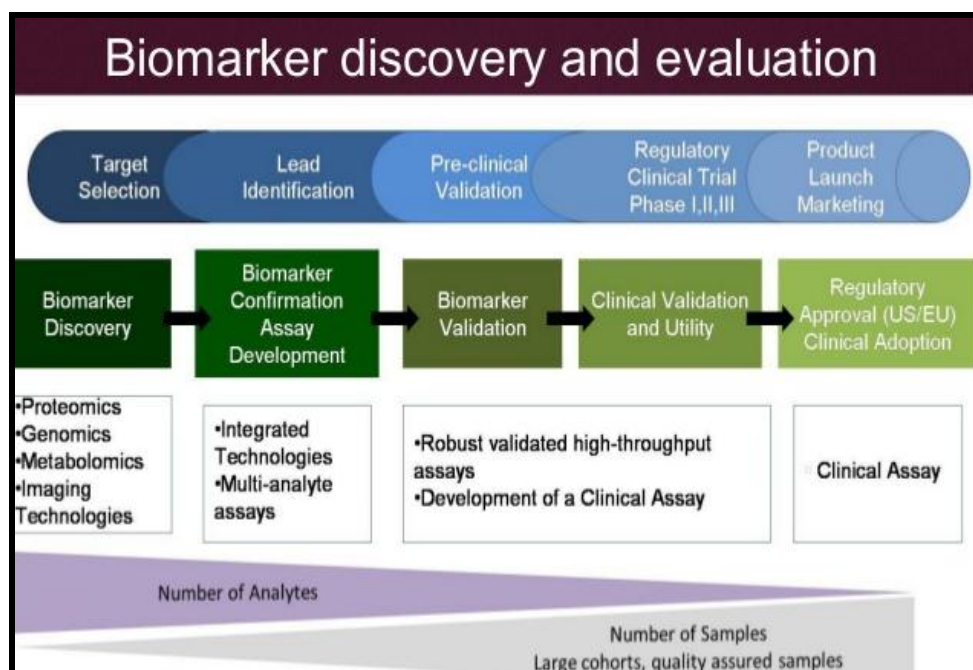 Biomarker discovery and evaluation
Target
Selection
Lead
Identification
Pre-clinical
Validation
Regulatory
Clinical Trial
Phase I,II,III
Product
Launch
Marketing
Biomarker
Discovery
Biomarker
Confirmation
Assay
Development
Biomarker
Validation
Clinical Validation
and Utility
Regulatory
Approval (US/EU)
Clinical Adoption
•Proteomics
•Genomics
•Metabolomics
•Imaging
Technologies
•Integrated
Technologies
•Multi-analyte
assays
•Robust validated high-throughput
assays
•Development of a Clinical Assay
Clinical Assay
Number of Analytes
Number of Samples
Large cohorts, quality assured samples